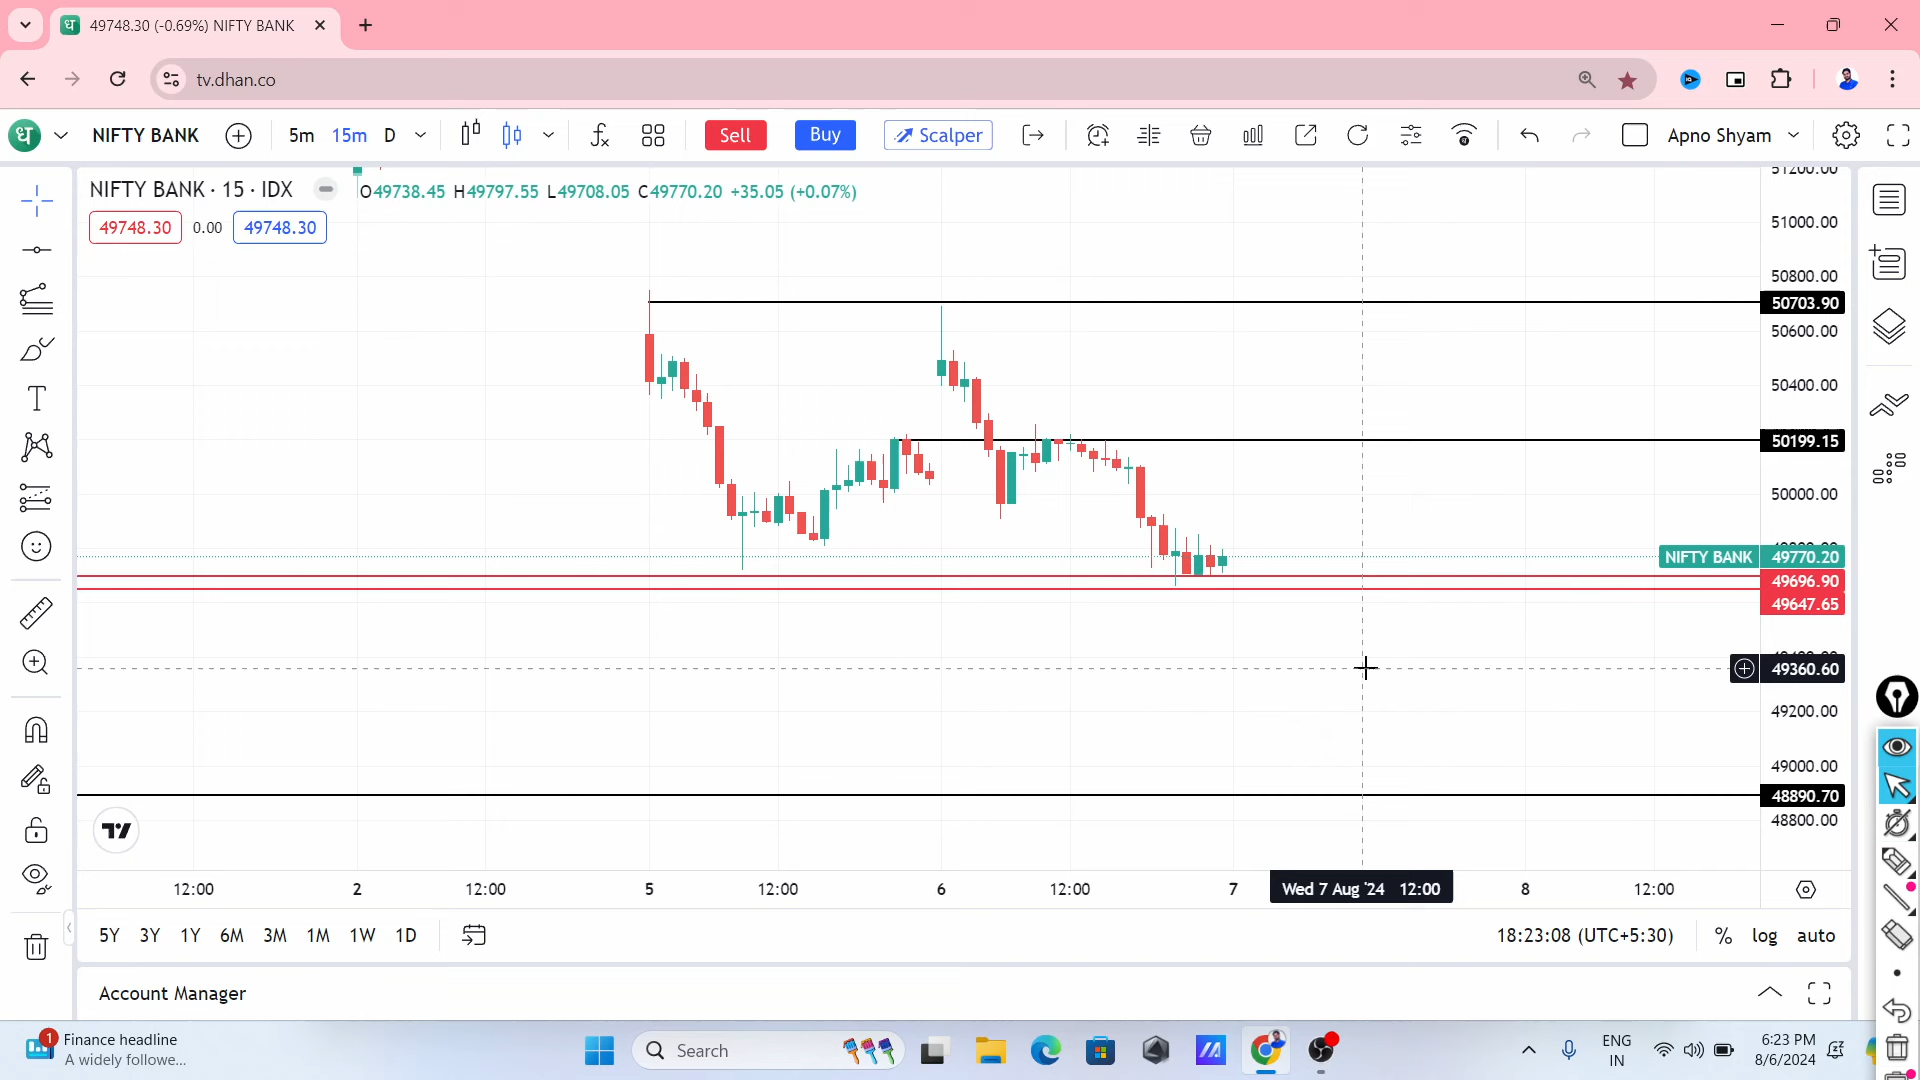 49748.30 (-0.69%) NIFTY BANK
tv.dhan.co
ध NIFTY BANK 5m 15m D Sell Buy Scalper Apno Shyam
NIFTY BANK · 15 · IDX O49738.45 H49797.55 L49708.05 C49770.20 +35.05 (+0.07%)
49748.30 0.00 49748.30
51200.00
51000.00
50800.00
50703.90
50600.00
50400.00
50199.15
50000.00
NIFTY BANK 49770.20
49696.90
49647.65
49360.60
49200.00
49000.00
48890.70
48800.00
12:00 2 12:00 5 12:00 6 12:00 7 Wed 7 Aug '24 12:00 8 12:00
5Y 3Y 1Y 6M 3M 1M 1W 1D 18:23:08 (UTC+5:30) % log auto
Account Manager
1 Finance headline
A widely followe...
Search
ENG
IN
6:23 PM
8/6/2024